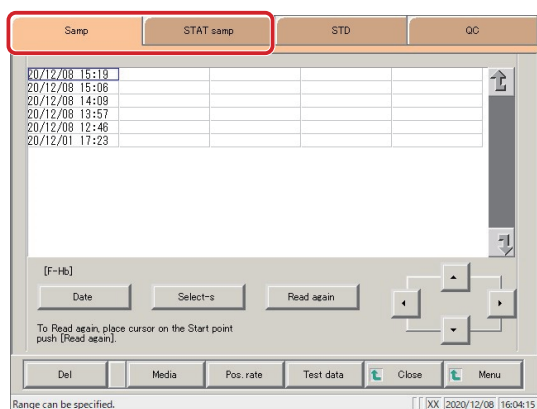 Samp STAT samp STD QC
20/12/08 15:19
20/12/08 15:06
20/12/08 14:09
20/12/08 13:57
20/12/08 12:46
20/12/01 17:23
[F-Hb]
Date Select-s Read again
To Read again, place cursor on the Start point
push [Read again].
Del Media Pos. rate Test data Close Menu
Range can be specified. XX 2020/12/08 16:04:15